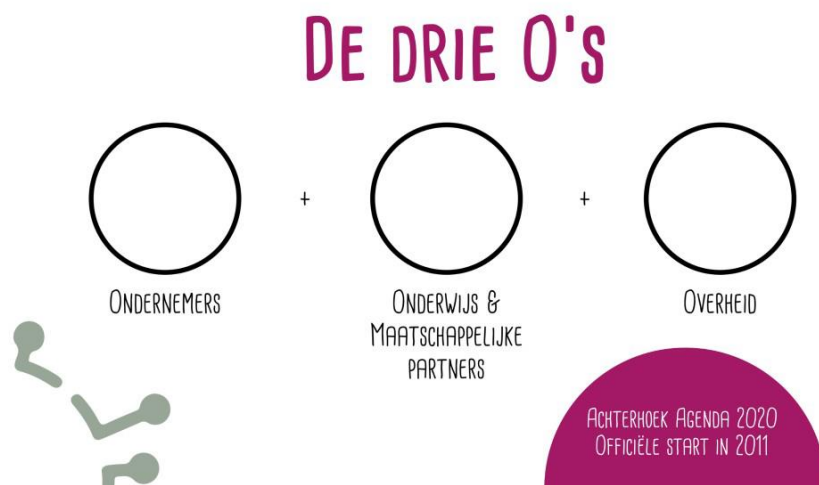 De drie O's
+
+
Ondernemers
Onderwijs &
Maatschappelijke
partners
Overheid
Achterhoek Agenda 2020
Officiële start in 2011